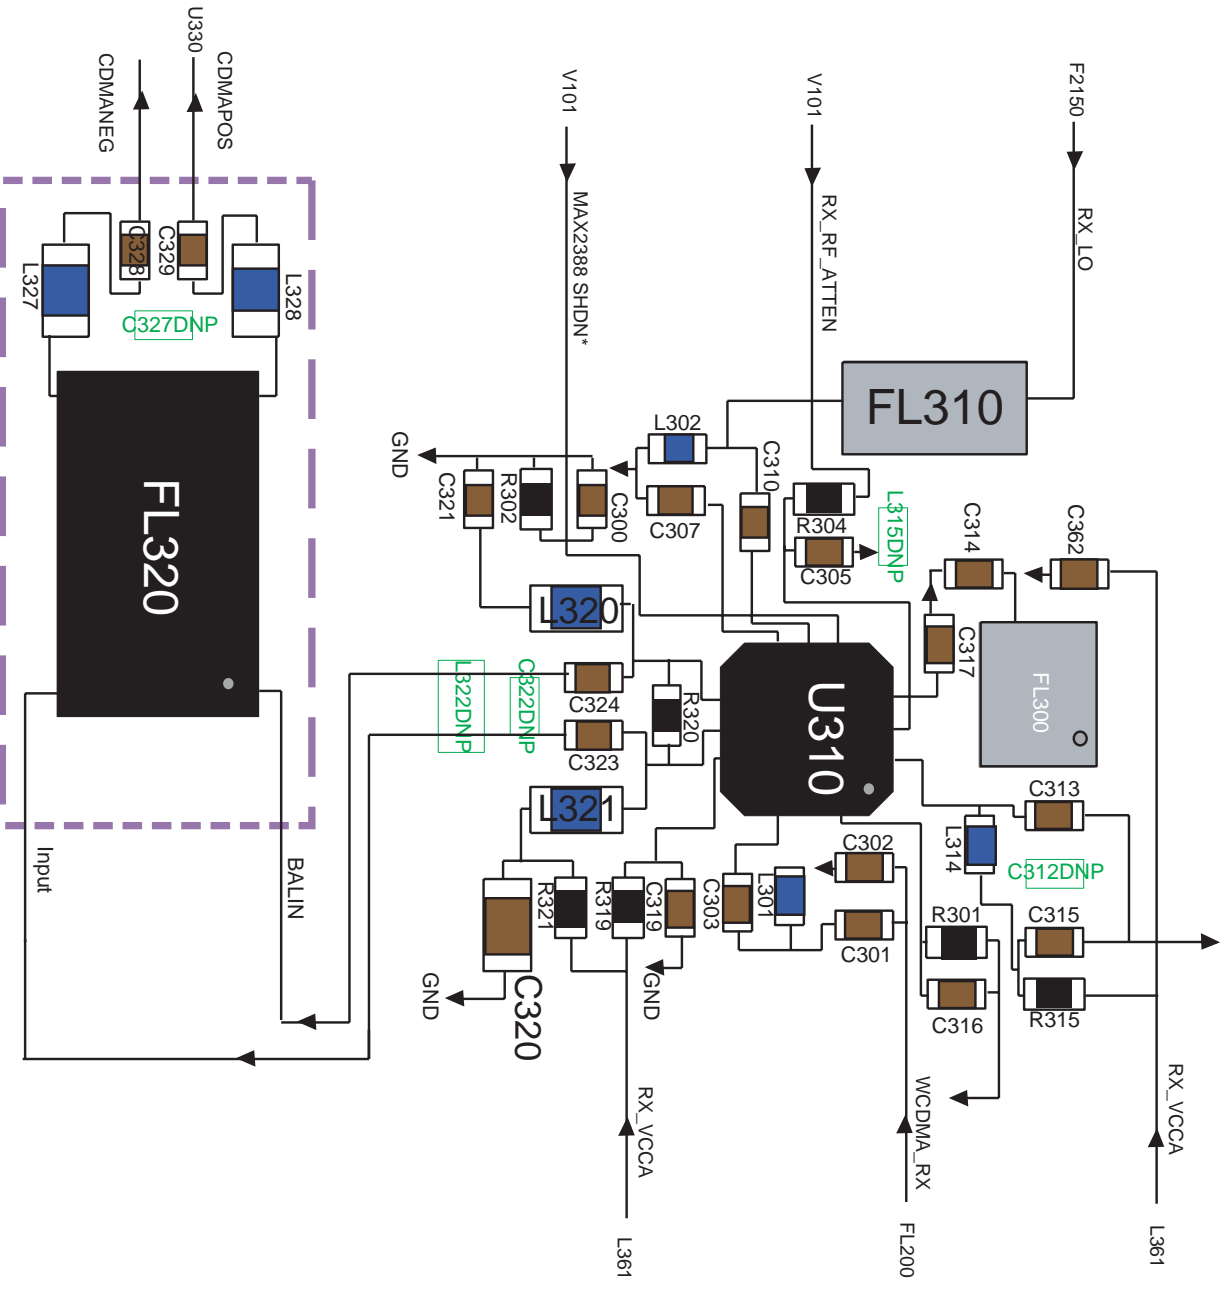 U330
CDMAPOS
CDMANEG
V101
MAX2388 SHDN*
V101
RX_RF_ATTEN
F2150
RX_LO
C328
C329
L327
L328
C327DNP
FL320
FL310
L302
C310
C307
GND
C321
R302
C300
R304
C305
L315DNP
C314
C362
C317
FL300
L320
C324
L322DNP
C322DNP
R320
C323
L321
U310
C313
L314
C312DNP
C302
L301
C303
C301
R301
C315
C316
R315
R321
R319
C319
C320
GND
GND
Input
BALIN
RX_VCCA
L361
WCDMA_RX
FL200
RX_VCCA
L361